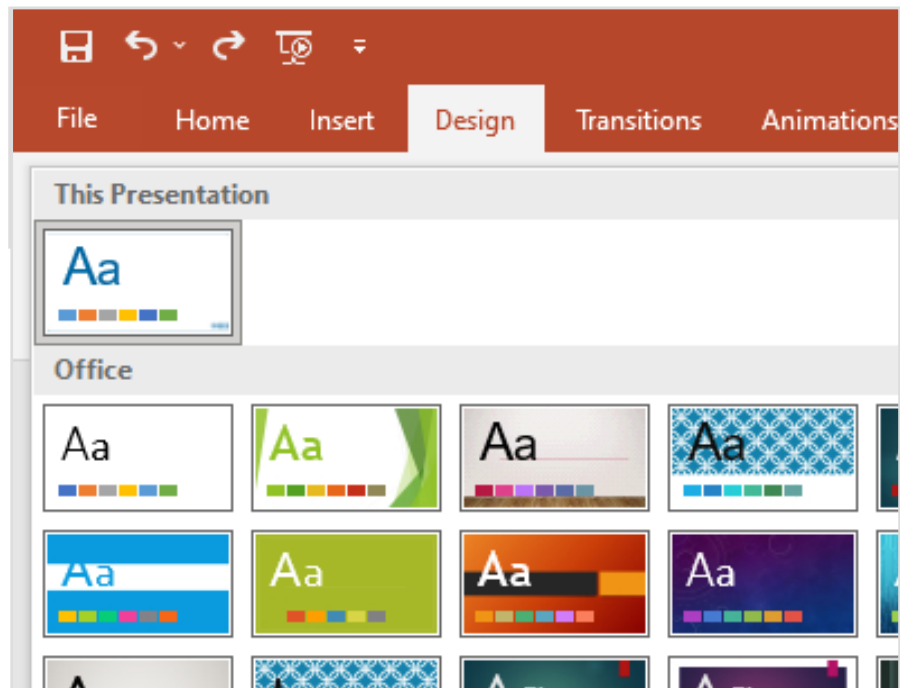 File Home Insert Design Transitions Animations
This Presentation
Aa
Office
Aa Aa Aa Aa
Aa Aa Aa Aa